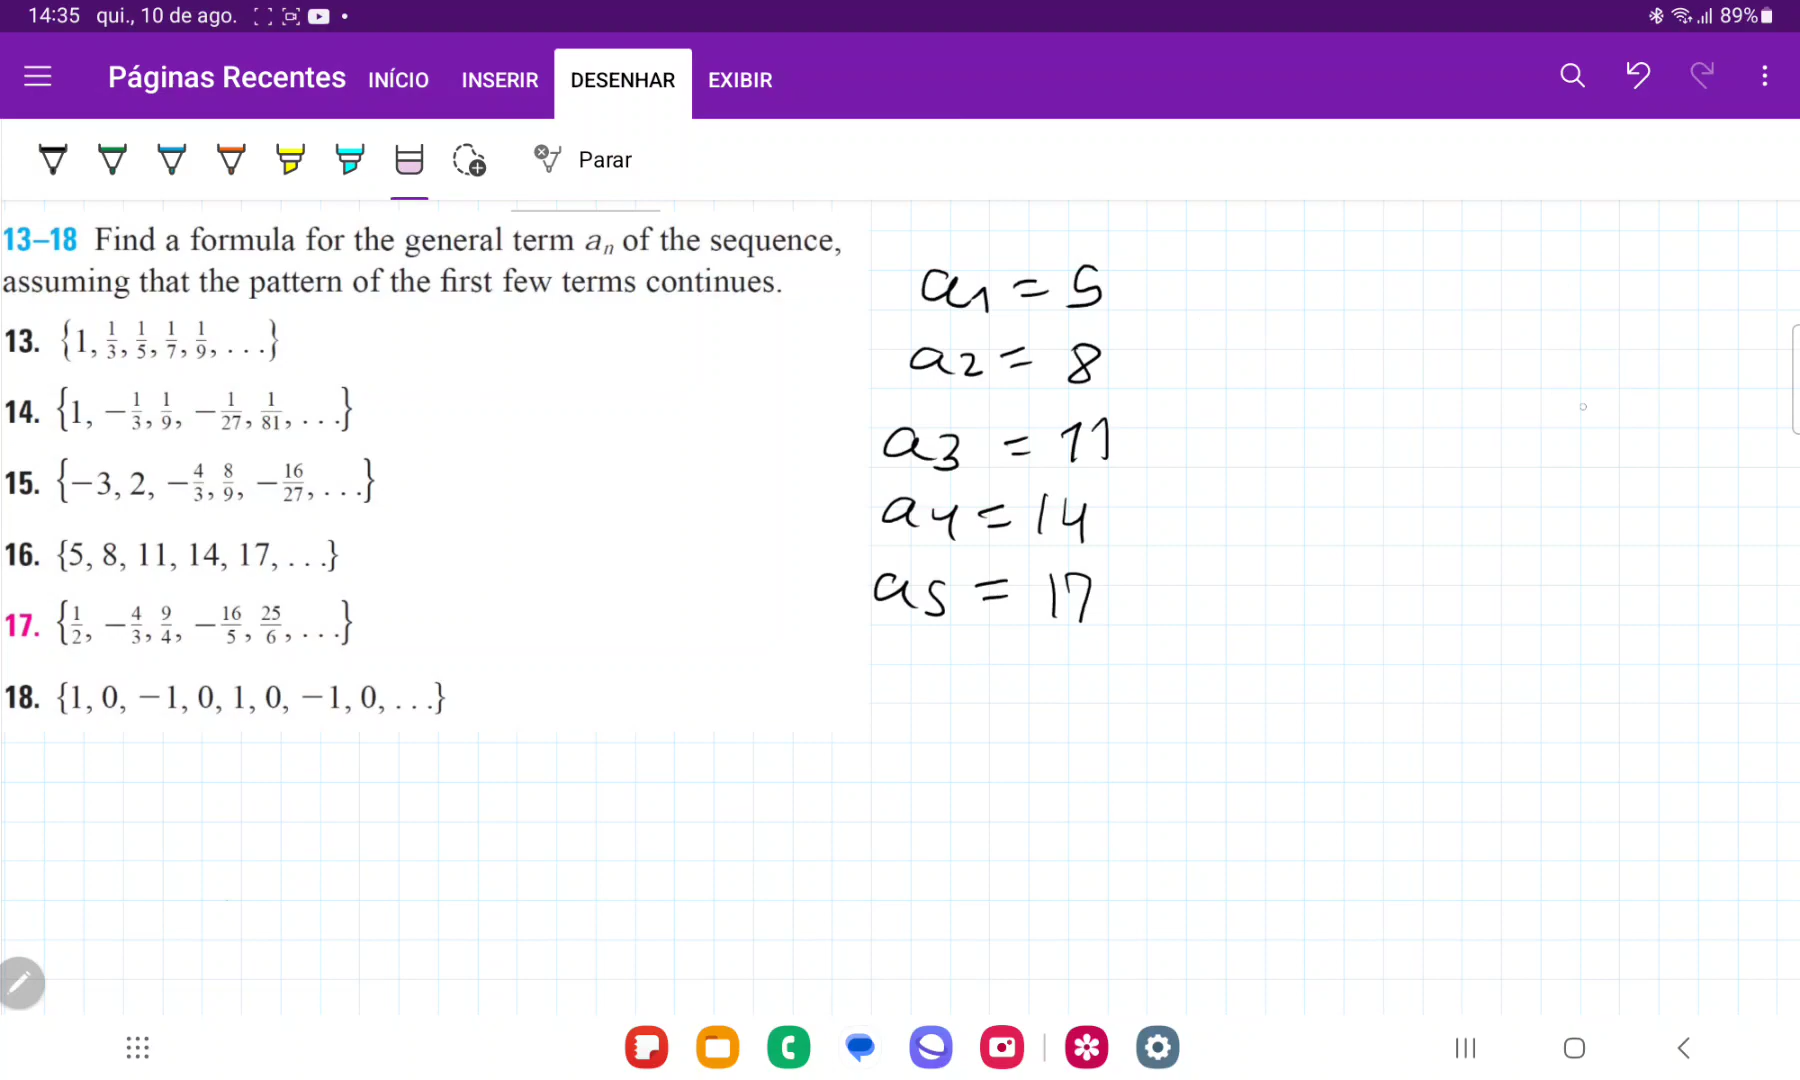 14:35 qui., 10 de ago.
89%
Páginas Recentes INÍCIO INSERIR DESENHAR EXIBIR
Parar
13–18 Find a formula for the general term aₙ of the sequence,
assuming that the pattern of the first few terms continues.
13. {1, 1/3, 1/5, 1/7, 1/9, . . .}
14. {1, −1/3, 1/9, −1/27, 1/81, . . .}
15. {−3, 2, −4/3, 8/9, −16/27, . . .}
16. {5, 8, 11, 14, 17, . . .}
17. {1/2, −4/3, 9/4, −16/5, 25/6, . . .}
18. {1, 0, −1, 0, 1, 0, −1, 0, . . .}
a1 = 5
a2 = 8
a3 = 11
a4 = 14
a5 = 17